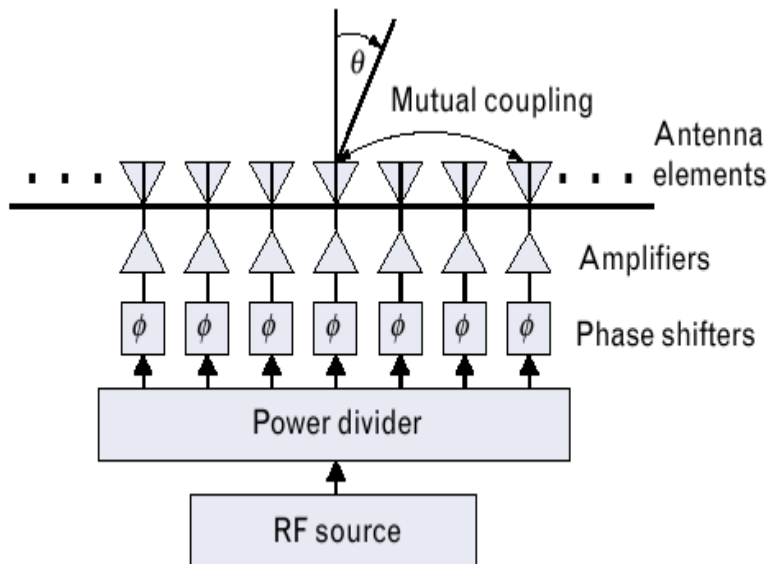 θ
Mutual coupling
Antenna
elements
Amplifiers
ϕ ϕ ϕ ϕ ϕ ϕ ϕ
Phase shifters
Power divider
RF source